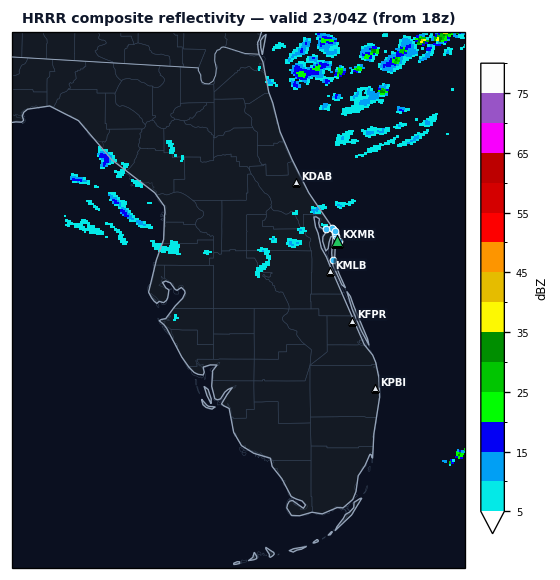 HRRR composite reflectivity — valid 23/04Z (from 18z)
KDAB
KXMR
KMLB
KFPR
KPBI
75
65
55
45
35
25
15
5
dBZ